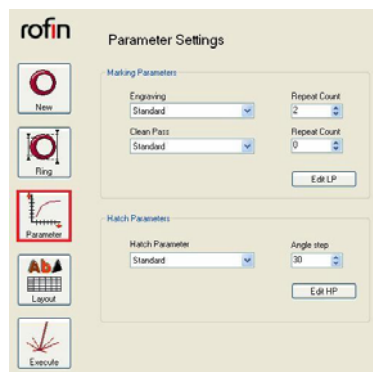 rofin
Parameter Settings
New
Ring
Parameter
AbA
Layout
Execute
Marking Parameters
Engraving
Repeat Count
Standard
2
Clean Pass
Repeat Count
Standard
0
Edit LP
Hatch Parameters
Hatch Parameter
Angle step
Standard
30
Edit HP